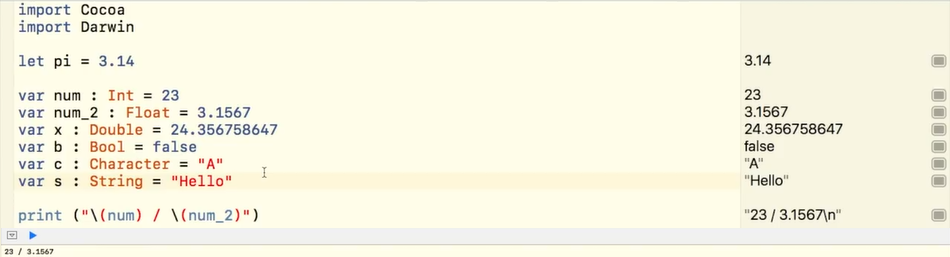 import Cocoa
import Darwin
let pi = 3.14 3.14
var num : Int = 23 23
var num_2 : Float = 3.1567 3.1567
var x : Double = 24.356758647 24.356758647
var b : Bool = false false
var c : Character = "A" "A"
var s : String = "Hello" "Hello"
print ("\(num) / \(num_2)") "23 / 3.1567\n"
23 / 3.1567